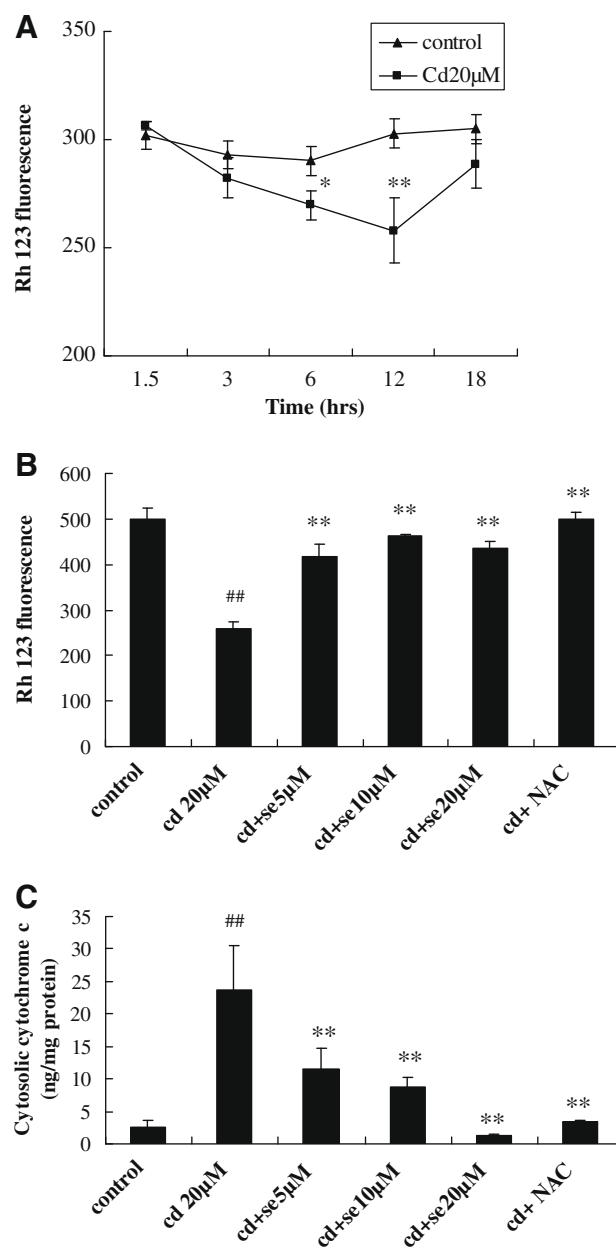 A
350
control
Cd20μM
300
250
200
* **
Rh 123 fluorescence
1.5 3 6 12 18
Time (hrs)
B
600
500
400
300
200
100
0
Rh 123 fluorescence
## ** ** ** **
control
cd 20μM
cd+se5μM
cd+se10μM
cd+se20μM
cd+ NAC
C
35
30
25
20
15
10
5
0
Cytosolic cytochrome c
(ng/mg protein)
## ** ** ** **
control
cd 20μM
cd+se5μM
cd+se10μM
cd+se20μM
cd+ NAC